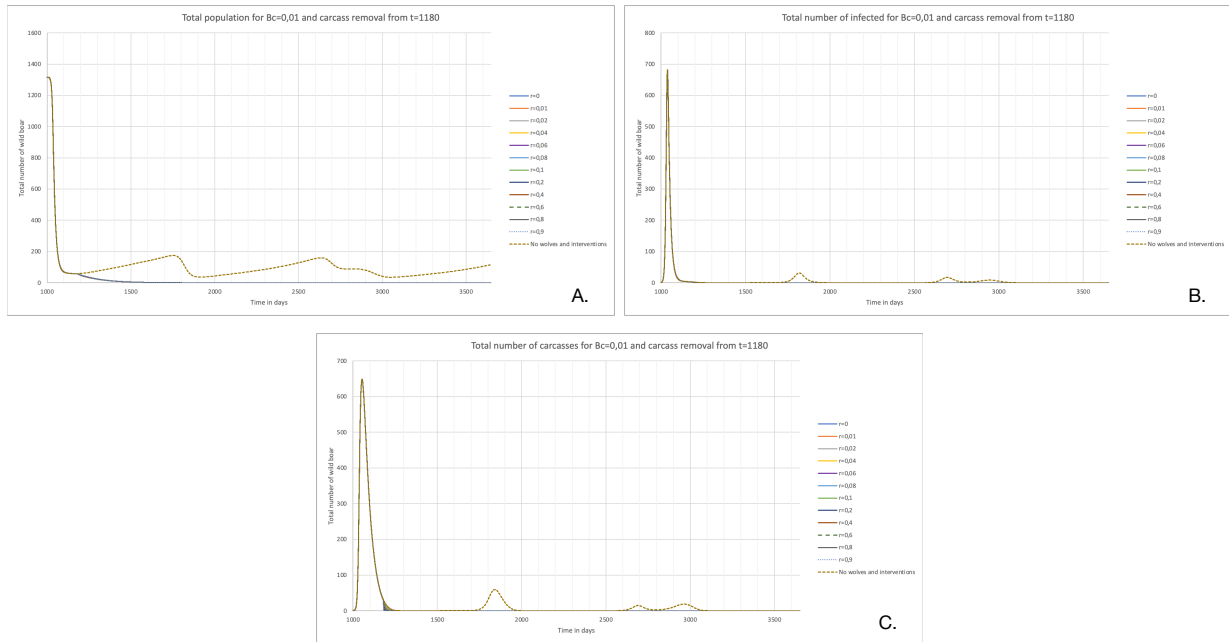 Total population for Bc=0,01 and carcass removal from t=1180
1600
1400
1200
1000
800
600
400
200
0
Total number of wild boar
1000
1500
2000
2500
3000
3500
Time in days
r=0
r=0,01
r=0,02
r=0,04
r=0,06
r=0,08
r=0,1
r=0,2
r=0,4
r=0,6
r=0,8
r=0,9
No wolves and interventions
A.
Total number of infected for Bc=0,01 and carcass removal from t=1180
800
700
600
500
400
300
200
100
0
Total number of wild boar
1000
1500
2000
2500
3000
3500
Time in days
r=0
r=0,01
r=0,02
r=0,04
r=0,06
r=0,08
r=0,1
r=0,2
r=0,4
r=0,6
r=0,8
r=0,9
No wolves and interventions
B.
Total number of carcasses for Bc=0,01 and carcass removal from t=1180
700
600
500
400
300
200
100
0
Total number of wild boar
1000
1500
2000
2500
3000
3500
Time in days
r=0
r=0,01
r=0,02
r=0,04
r=0,06
r=0,08
r=0,1
r=0,2
r=0,4
r=0,6
r=0,8
r=0,9
No wolves and interventions
C.